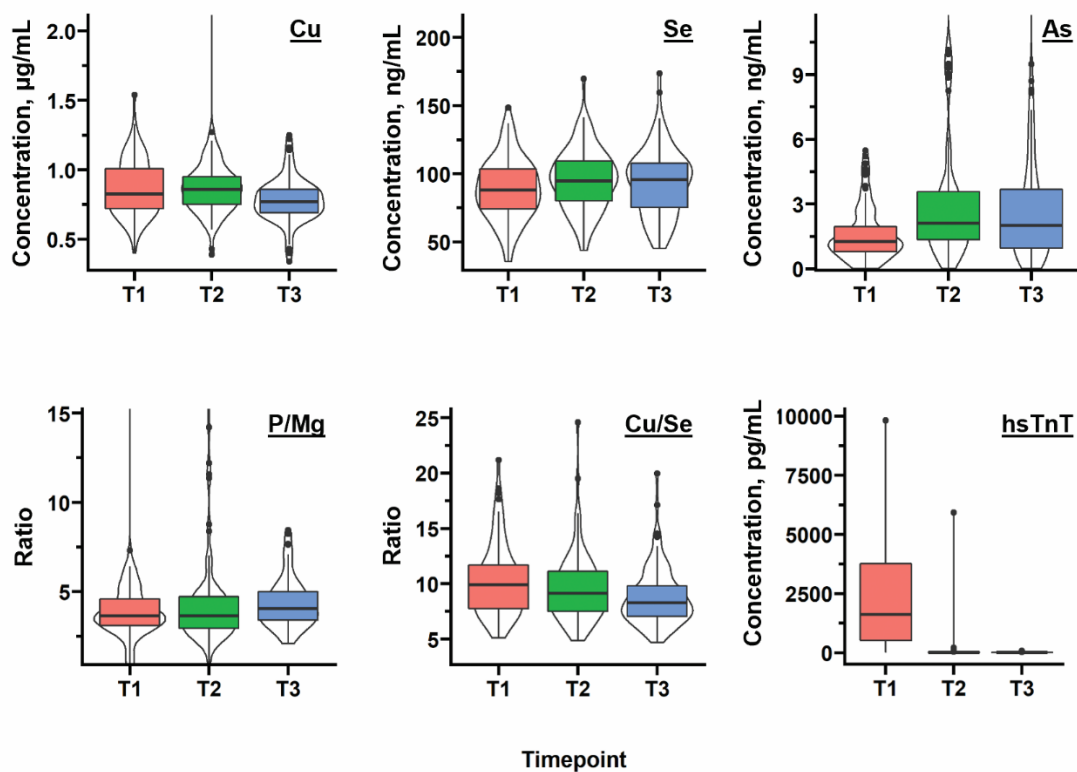 Cu
Concentration, µg/mL
2.0
1.5
1.0
0.5
T1
T2
T3
Se
Concentration, ng/mL
200
150
100
50
T1
T2
T3
As
Concentration, ng/mL
9
6
3
0
T1
T2
T3
P/Mg
Ratio
15
10
5
T1
T2
T3
Cu/Se
Ratio
25
20
15
10
5
T1
T2
T3
hsTnT
Concentration, pg/mL
10000
7500
5000
2500
0
T1
T2
T3
Timepoint